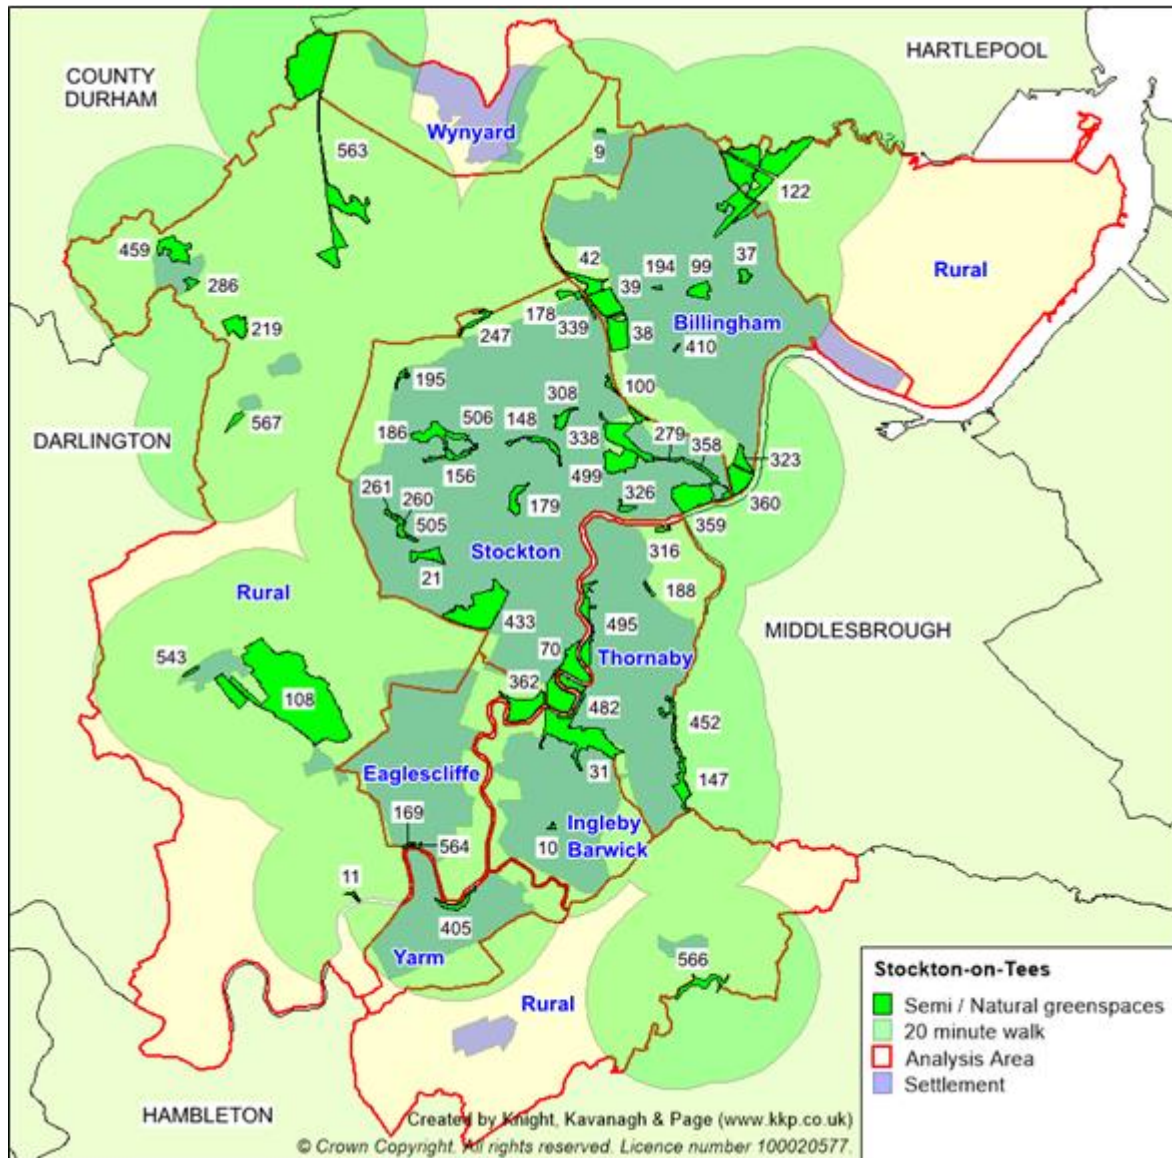 HARTLEPOOL
COUNTY
DURHAM
Wynyard
563
9
122
459
286
42
194
99
37
Rural
39
219
178
339
Billingham
247
38
410
195
100
308
567
506
148
186
338
279
358
DARLINGTON
323
156
499
261
260
326
179
360
505
359
Stockton
316
21
188
Rural
433
495
MIDDLESBROUGH
70
Thornaby
543
362
108
482
452
31
Eaglescliffe
147
169
Ingleby
Barwick
564
10
11
405
Yarm
566
Rural
Stockton-on-Tees
Semi / Natural greenspaces
20 minute walk
Analysis Area
Settlement
HAMBLETON
Created by Knight, Kavanagh & Page (www.kkp.co.uk)
© Crown Copyright. All rights reserved. Licence number 100020577.